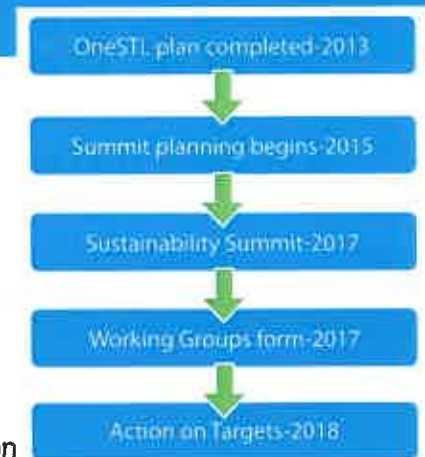 OneSTL plan completed-2013
Summit planning begins-2015
Sustainability Summit-2017
Working Groups form-2017
Action on Targets-2018